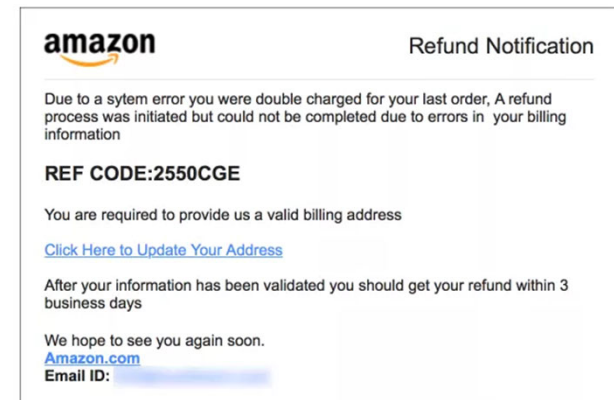 amazon
Refund Notification
Due to a sytem error you were double charged for your last order, A refund
process was initiated but could not be completed due to errors in your billing
information
REF CODE:2550CGE
You are required to provide us a valid billing address
Click Here to Update Your Address
After your information has been validated you should get your refund within 3
business days
We hope to see you again soon.
Amazon.com
Email ID: